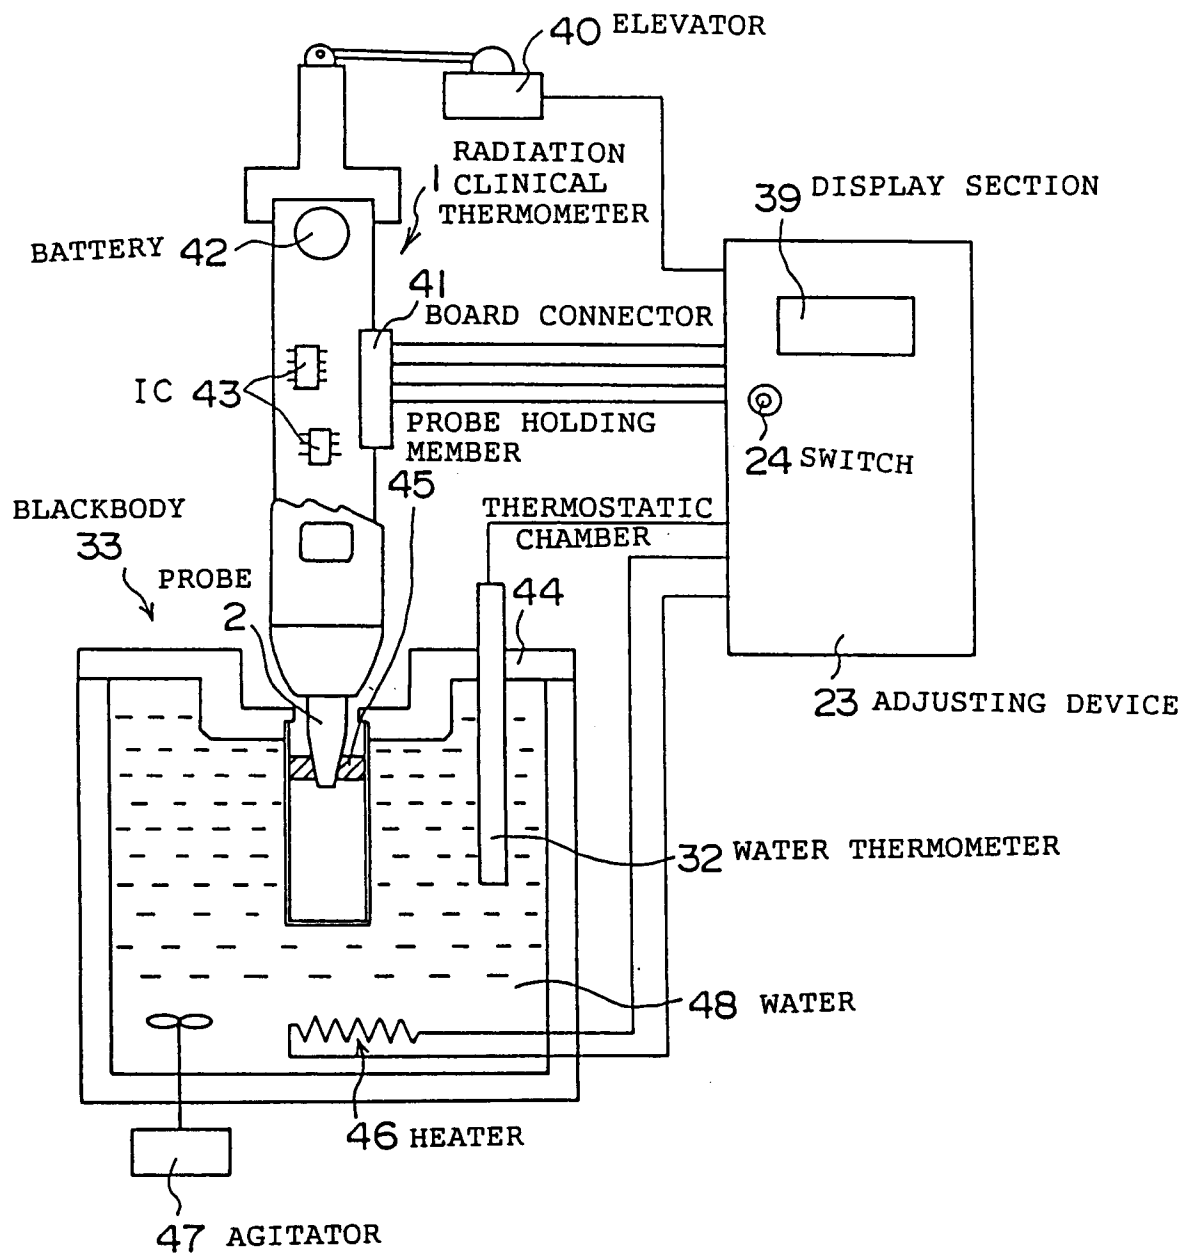 40 ELEVATOR
1 RADIATION
CLINICAL
THERMOMETER
39 DISPLAY SECTION
BATTERY 42
41
BOARD CONNECTOR
IC 43
PROBE HOLDING
MEMBER
45
24 SWITCH
BLACKBODY
33
THERMOSTATIC
CHAMBER
44
PROBE
2
23 ADJUSTING DEVICE
32 WATER THERMOMETER
48 WATER
46 HEATER
47 AGITATOR